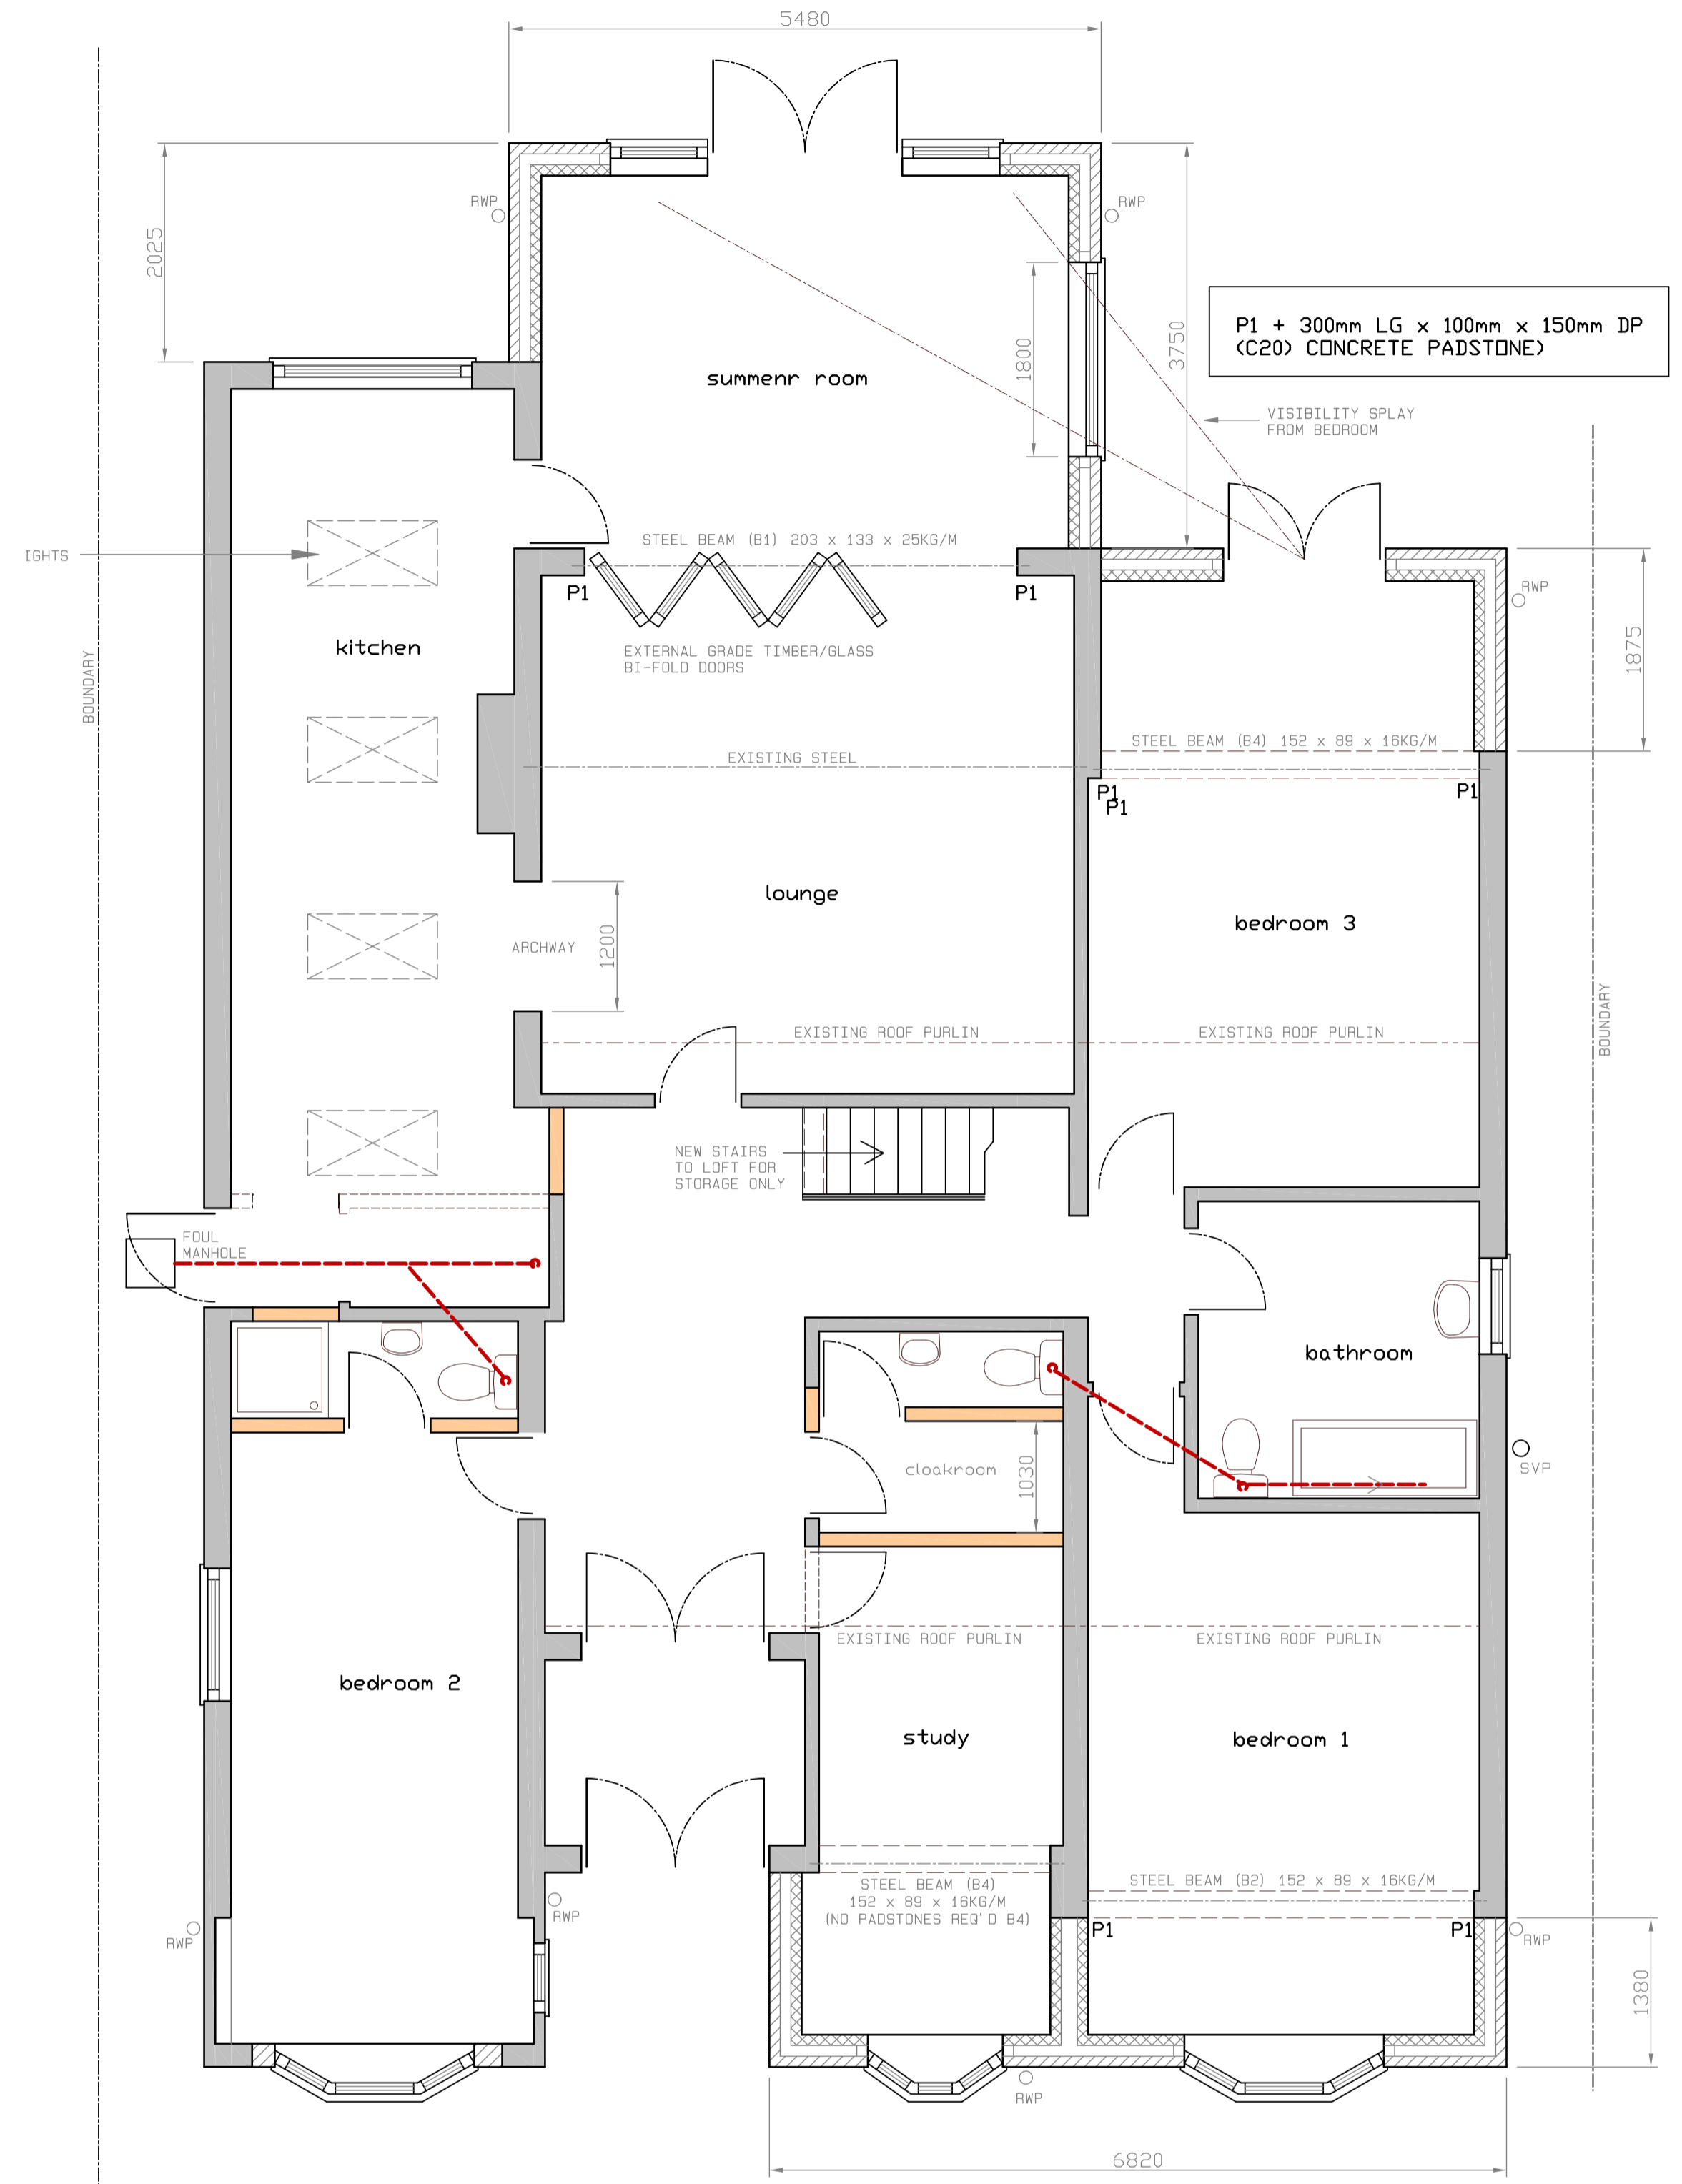 5480
RWP
RWP
2025
P1 + 300mm LG x 100mm x 150mm DP
(C20) CONCRETE PADSTONE)
1800
3750
summenr room
VISIBILITY SPLAY
FROM BEDROOM
IGHTS
STEEL BEAM (B1) 203 x 133 x 25KG/M
P1
P1
RWP
kitchen
EXTERNAL GRADE TIMBER/GLASS
BI-FOLD DOORS
1875
BOUNDARY
STEEL BEAM (B4) 152 x 89 x 16KG/M
EXISTING STEEL
P1
P1
P1
lounge
bedroom 3
ARCHWAY
1200
BOUNDARY
EXISTING ROOF PURLIN
EXISTING ROOF PURLIN
NEW STAIRS
TO LOFT FOR
STORAGE ONLY
FOUL
MANHOLE
bathroom
cloakroom
1030
SVP
EXISTING ROOF PURLIN
EXISTING ROOF PURLIN
bedroom 2
study
bedroom 1
STEEL BEAM (B4)
152 x 89 x 16KG/M
(NO PADSTONES REQ'D B4)
STEEL BEAM (B2) 152 x 89 x 16KG/M
RWP
RWP
P1
P1
RWP
1380
RWP
6820